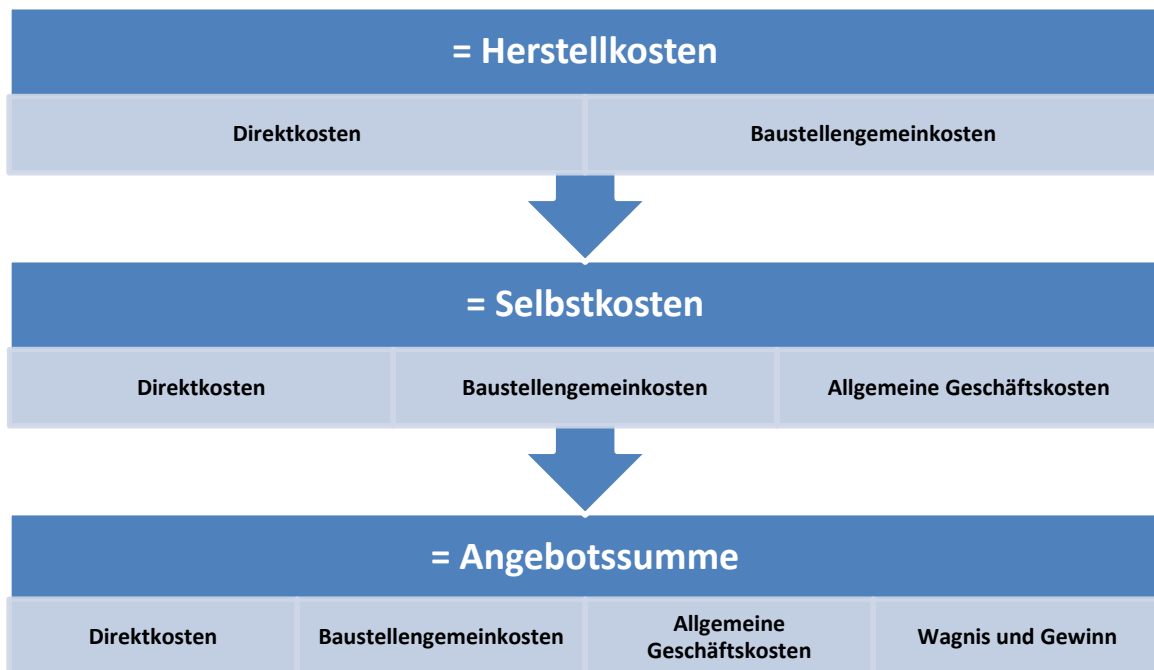 = Herstellkosten
Direktkosten
Baustellengemeinkosten
= Selbstkosten
Direktkosten
Baustellengemeinkosten
Allgemeine Geschäftskosten
= Angebotssumme
Direktkosten
Baustellengemeinkosten
Allgemeine
Geschäftskosten
Wagnis und Gewinn